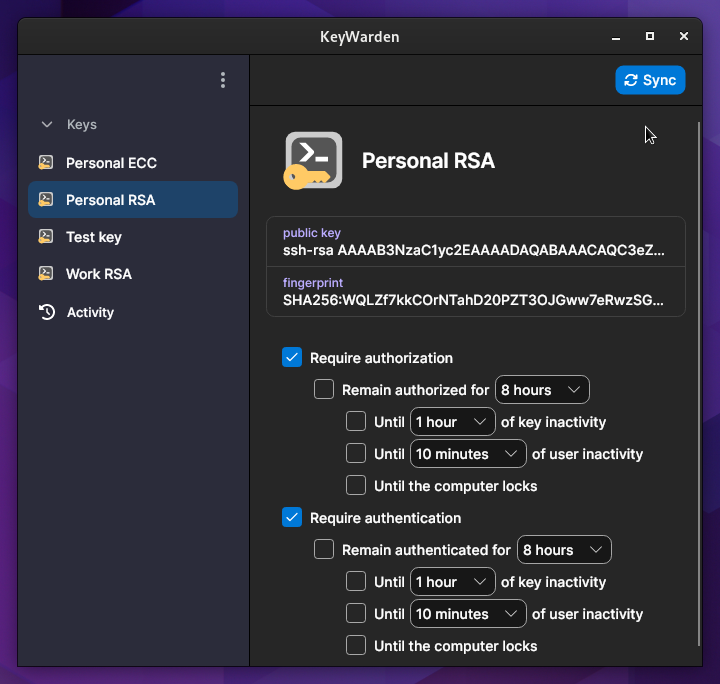 KeyWarden
Sync
Keys
Personal ECC
Personal RSA
Test key
Work RSA
Activity
Personal RSA
public key
ssh-rsa AAAAB3NzaC1yc2EAAAADAQABAAACAQC3eZ...
fingerprint
SHA256:WQLZf7kkCOrNTahD20PZT3OJGww7eRwzSG...
Require authorization
Remain authorized for 8 hours
Until 1 hour of key inactivity
Until 10 minutes of user inactivity
Until the computer locks
Require authentication
Remain authenticated for 8 hours
Until 1 hour of key inactivity
Until 10 minutes of user inactivity
Until the computer locks